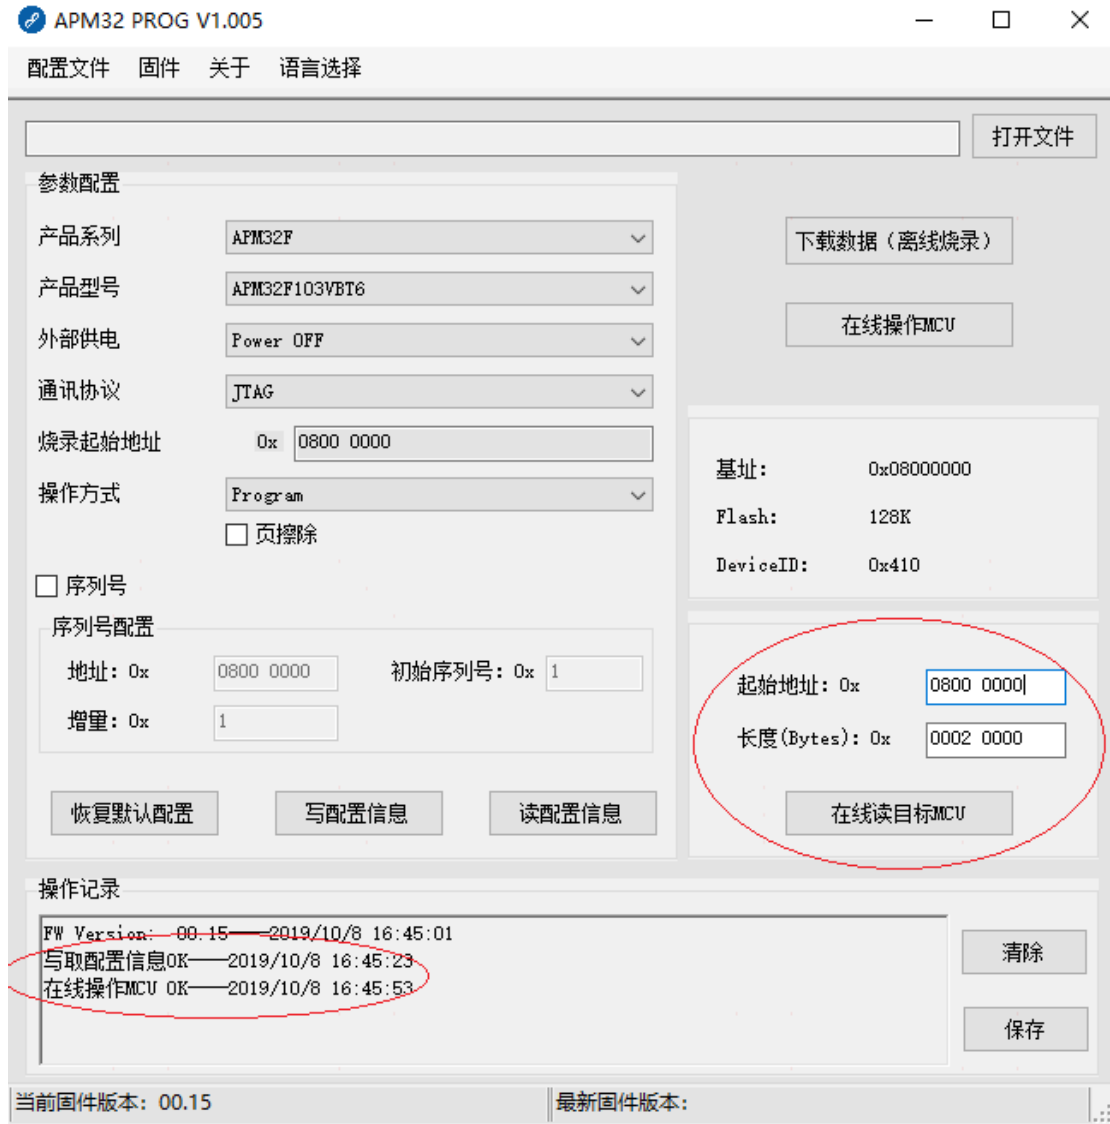 APM32 PROG V1.005
配置文件 固件 关于 语言选择
打开文件
参数配置
产品系列 APM32F
产品型号 APM32F103VBT6
外部供电 Power OFF
通讯协议 JTAG
烧录起始地址 0x 0800 0000
操作方式 Program
页擦除
序列号
序列号配置
地址: 0x 0800 0000 初始序列号: 0x 1
增量: 0x 1
恢复默认配置 写配置信息 读配置信息
下载数据（离线烧录）
在线操作MCU
基址: 0x08000000
Flash: 128K
DeviceID: 0x410
起始地址: 0x 0800 0000
长度(Bytes): 0x 0002 0000
在线读目标MCU
操作记录
FW Version: 00.15———2019/10/8 16:45:01
写取配置信息OK———2019/10/8 16:45:23
在线操作MCU OK———2019/10/8 16:45:53
清除
保存
当前固件版本: 00.15 最新固件版本: